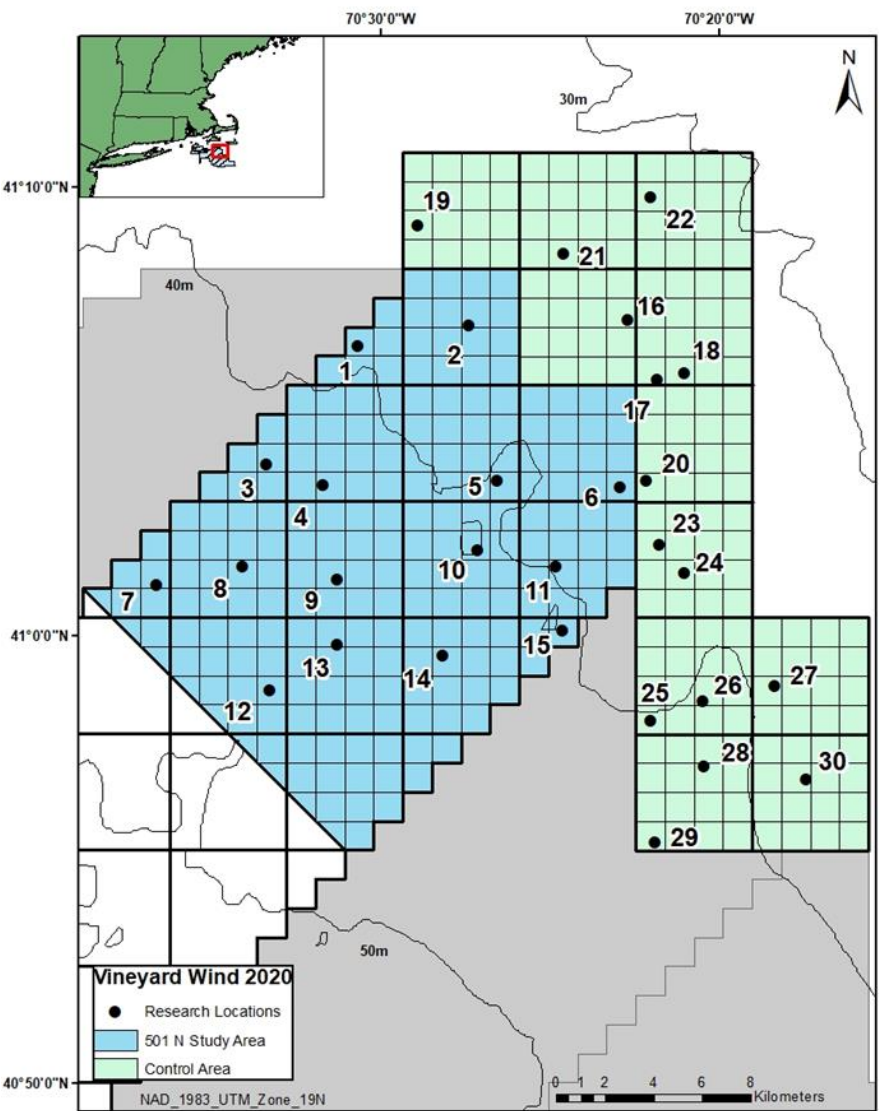 70°30'0"W 70°20'0"W
N
30m
41°10'0"N
19
22
21
40m
16
2
18
1
17
3
5
20
6
4
23
10
24
8
11
7
9
41°0'0"N
15
13
14
27
26
25
12
28
30
29
50m
Vineyard Wind 2020
Research Locations
501 N Study Area
Control Area
40°50'0"N
NAD_1983_UTM_Zone_19N
0 1 2 4 6 8
Kilometers